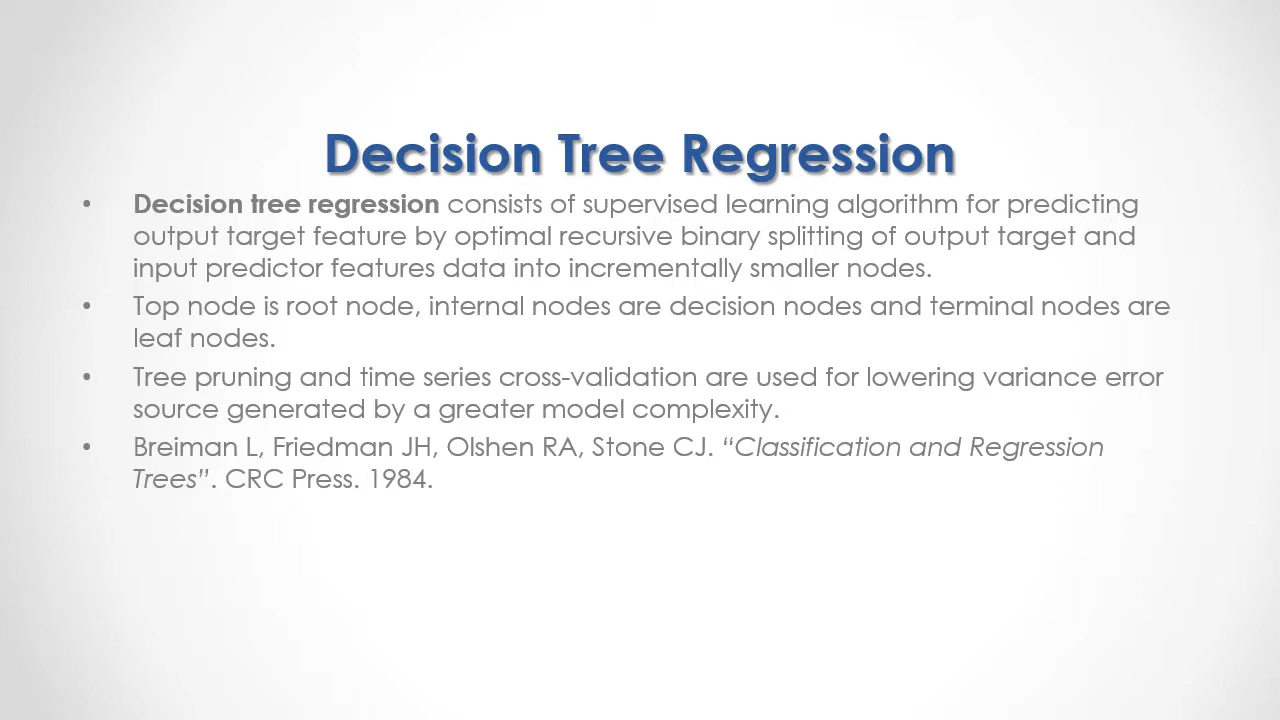 Decision Tree Regression
• Decision tree regression consists of supervised learning algorithm for predicting
output target feature by optimal recursive binary splitting of output target and
input predictor features data into incrementally smaller nodes.
• Top node is root node, internal nodes are decision nodes and terminal nodes are
leaf nodes.
• Tree pruning and time series cross-validation are used for lowering variance error
source generated by a greater model complexity.
• Breiman L, Friedman JH, Olshen RA, Stone CJ. “Classification and Regression
Trees”. CRC Press. 1984.